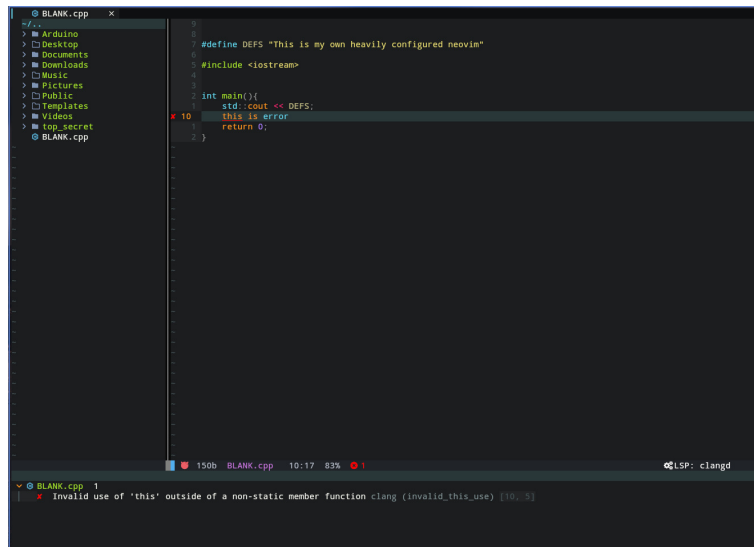 BLANK.cpp ×
~/..
Arduino
Desktop
Documents
Downloads
Music
Pictures
Public
Templates
Videos
top_secret
BLANK.cpp
9
8
7 #define DEFS "This is my own heavily configured neovim"
6
5 #include <iostream>
4
3
2 int main(){
1 std::cout << DEFS;
10 this is error
1 return 0;
2 }
150b BLANK.cpp 10:17 83% 1
LSP: clangd
BLANK.cpp 1
Invalid use of 'this' outside of a non-static member function clang (invalid_this_use) [10, 5]